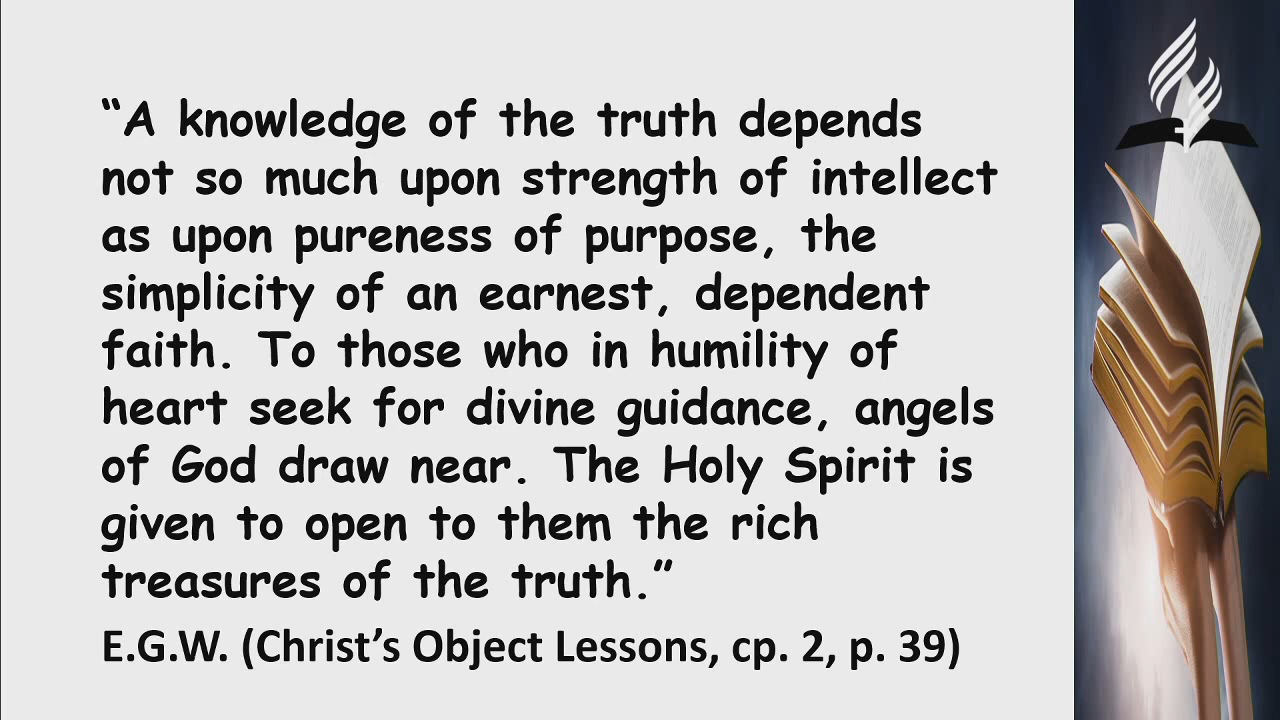 “A knowledge of the truth depends
not so much upon strength of intellect
as upon pureness of purpose, the
simplicity of an earnest, dependent
faith. To those who in humility of
heart seek for divine guidance, angels
of God draw near. The Holy Spirit is
given to open to them the rich
treasures of the truth.”
E.G.W. (Christ’s Object Lessons, cp. 2, p. 39)